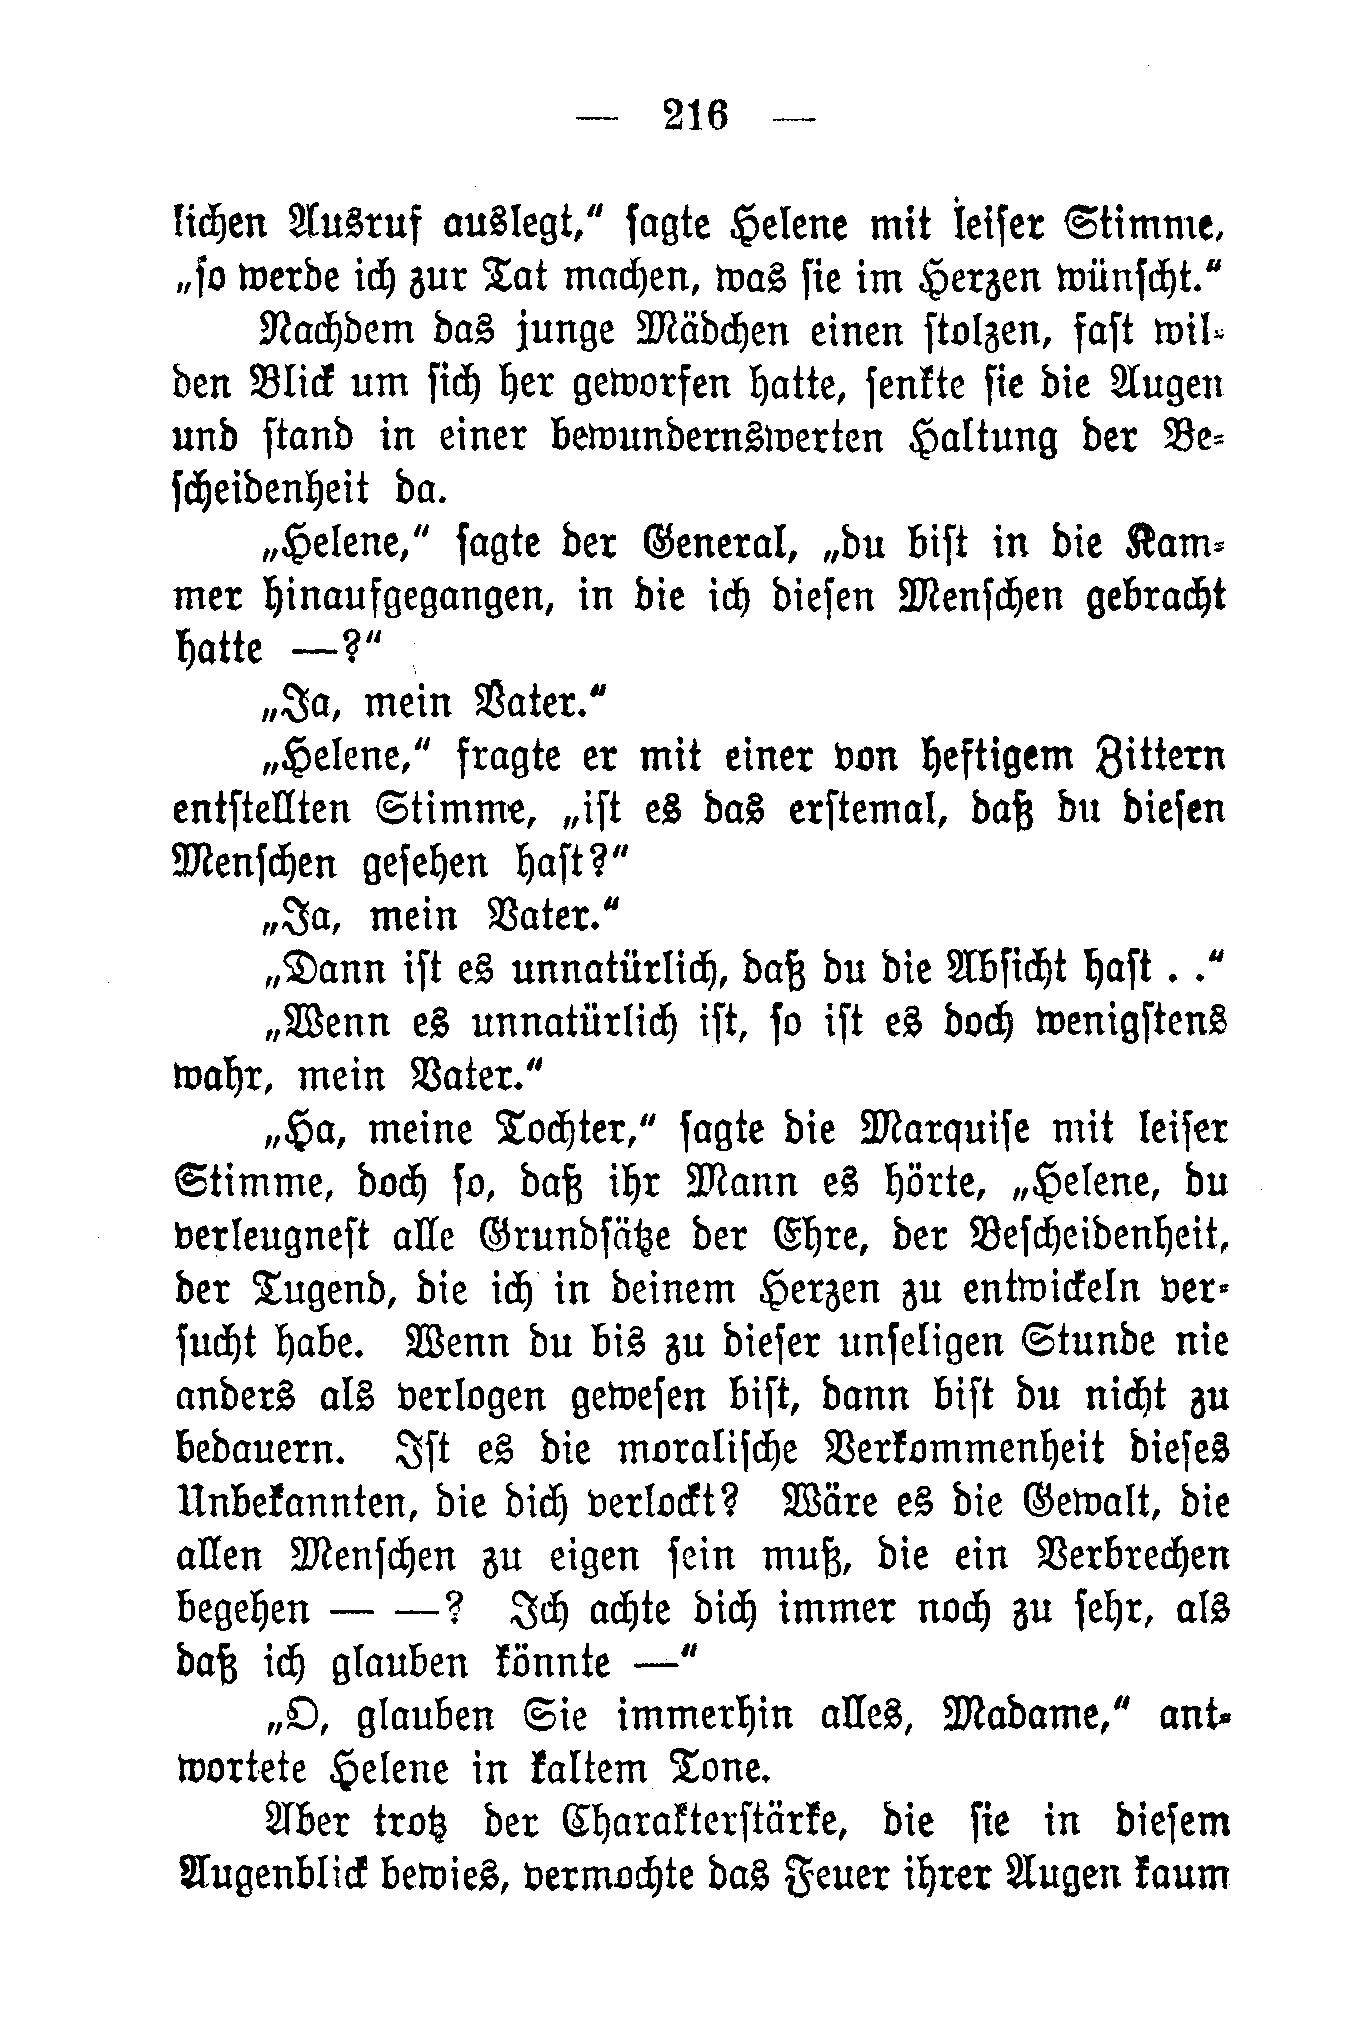 — 216 —
lichen Ausruf auslegt,“ sagte Helene mit leiser Stimme,
„so werde ich zur Tat machen, was sie im Herzen wünscht.“
Nachdem das junge Mädchen einen stolzen, fast wil-
den Blick um sich her geworfen hatte, senkte sie die Augen
und stand in einer bewundernswerten Haltung der Be-
scheidenheit da.
„Helene,“ sagte der General, „du bist in die Kam-
mer hinaufgegangen, in die ich diesen Menschen gebracht
hatte —?“
„Ja, mein Vater.“
„Helene,“ fragte er mit einer von heftigem Zittern
entstellten Stimme, „ist es das erstemal, daß du diesen
Menschen gesehen hast?“
„Ja, mein Vater.“
„Dann ist es unnatürlich, daß du die Absicht hast . .“
„Wenn es unnatürlich ist, so ist es doch wenigstens
wahr, mein Vater.“
„Ha, meine Tochter,“ sagte die Marquise mit leiser
Stimme, doch so, daß ihr Mann es hörte, „Helene, du
verleugnest alle Grundsätze der Ehre, der Bescheidenheit,
der Tugend, die ich in deinem Herzen zu entwickeln ver-
sucht habe. Wenn du bis zu dieser unseligen Stunde nie
anders als verlogen gewesen bist, dann bist du nicht zu
bedauern. Ist es die moralische Verkommenheit dieses
Unbekannten, die dich verlockt? Wäre es die Gewalt, die
allen Menschen zu eigen sein muß, die ein Verbrechen
begehen — —? Ich achte dich immer noch zu sehr, als
daß ich glauben könnte —“
„O, glauben Sie immerhin alles, Madame,“ ant-
wortete Helene in kaltem Tone.
Aber trotz der Charakterstärke, die sie in diesem
Augenblick bewies, vermochte das Feuer ihrer Augen kaum